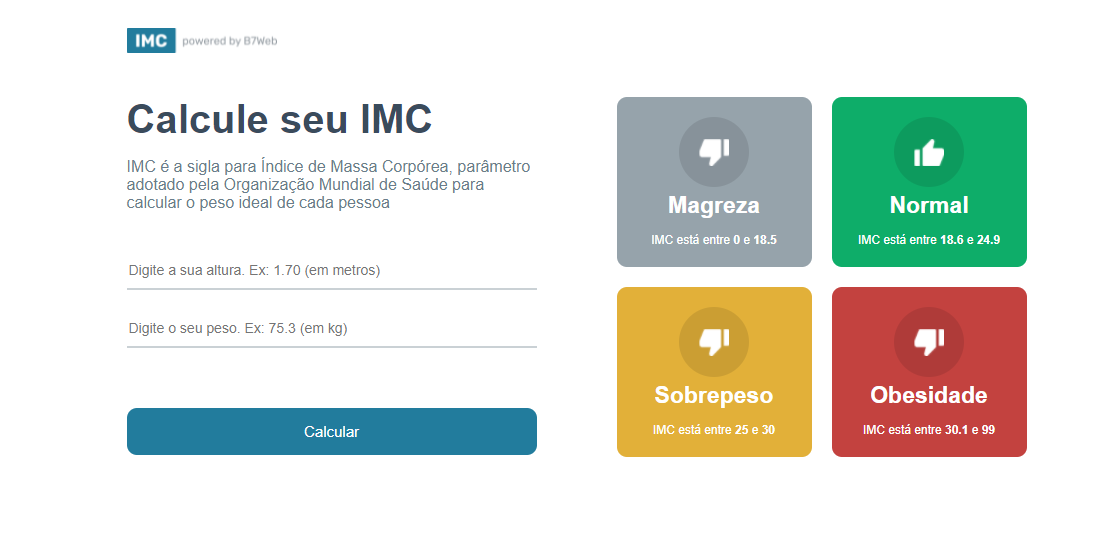 IMC powered by B7Web
Calcule seu IMC
IMC é a sigla para Índice de Massa Corpórea, parâmetro
adotado pela Organização Mundial de Saúde para
calcular o peso ideal de cada pessoa
Digite a sua altura. Ex: 1.70 (em metros)
Digite o seu peso. Ex: 75.3 (em kg)
Calcular
Magreza
IMC está entre 0 e 18.5
Normal
IMC está entre 18.6 e 24.9
Sobrepeso
IMC está entre 25 e 30
Obesidade
IMC está entre 30.1 e 99